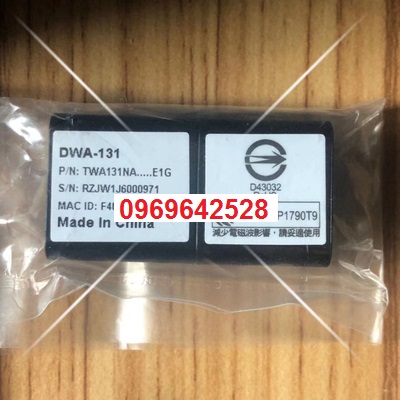 DWA-131
P/N: TWA131NA.....E1G
S/N: RZJW1J6000971
MAC ID: F4
Made In China
D43032
RoHS
P1790T9
減少電磁波影響，請妥適使用
0969642528